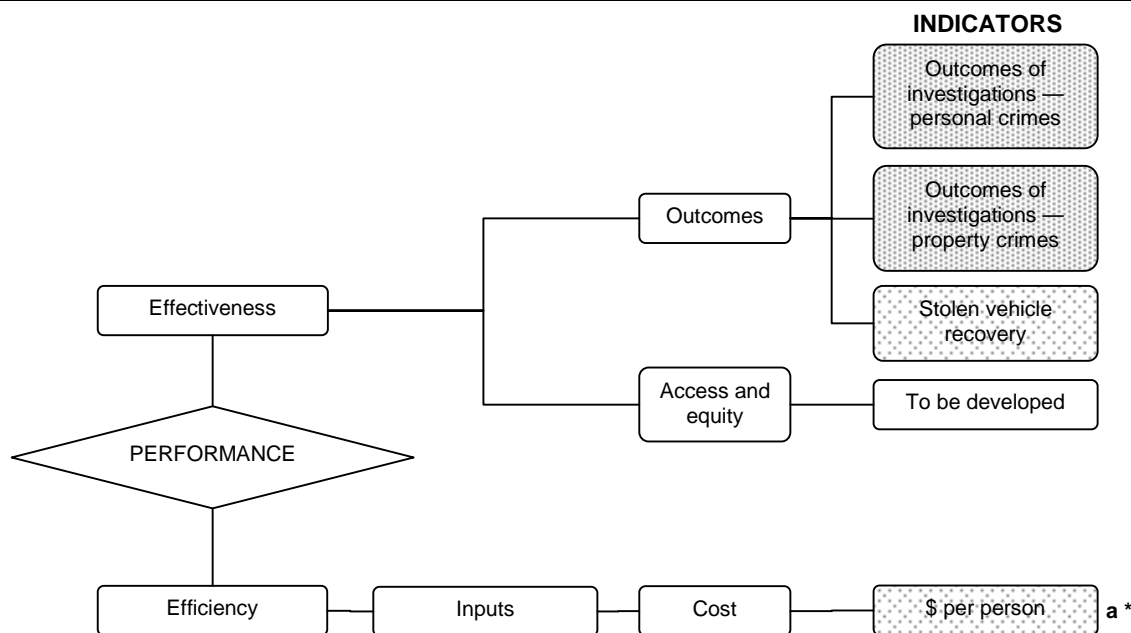 INDICATORS
Outcomes of
investigations —
personal crimes
Outcomes
Outcomes of
investigations —
property crimes
Effectiveness
Stolen vehicle
recovery
Access and
equity
To be developed
PERFORMANCE
Efficiency
Inputs
Cost
$ per person
a *